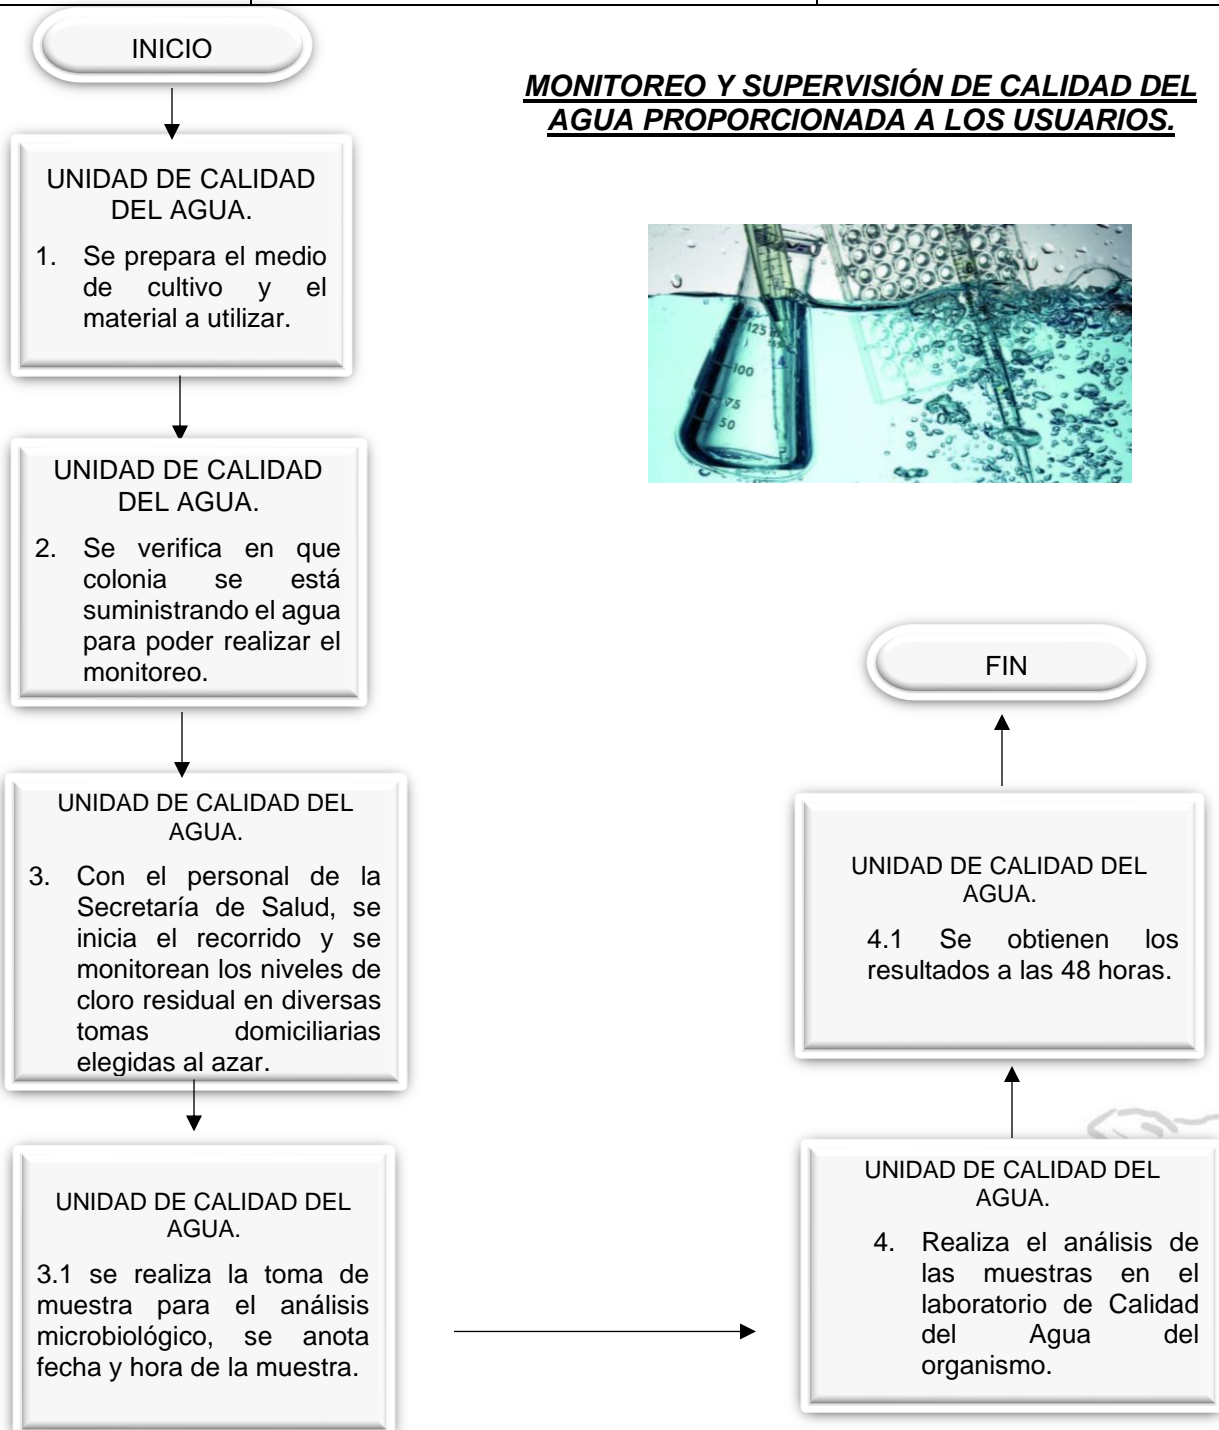 INICIO
MONITOREO Y SUPERVISIÓN DE CALIDAD DEL
AGUA PROPORCIONADA A LOS USUARIOS.
UNIDAD DE CALIDAD
DEL AGUA.
1. Se prepara el medio
de cultivo y el
material a utilizar.
UNIDAD DE CALIDAD
DEL AGUA.
2. Se verifica en que
colonia se está
suministrando el agua
para poder realizar el
monitoreo.
UNIDAD DE CALIDAD DEL
AGUA.
3. Con el personal de la
Secretaría de Salud, se
inicia el recorrido y se
monitorean los niveles de
cloro residual en diversas
tomas domiciliarias
elegidas al azar.
UNIDAD DE CALIDAD DEL
AGUA.
3.1 se realiza la toma de
muestra para el análisis
microbiológico, se anota
fecha y hora de la muestra.
UNIDAD DE CALIDAD DEL
AGUA.
4. Realiza el análisis de
las muestras en el
laboratorio de Calidad
del Agua del
organismo.
UNIDAD DE CALIDAD DEL
AGUA.
4.1 Se obtienen los
resultados a las 48 horas.
FIN
125
100
75
50